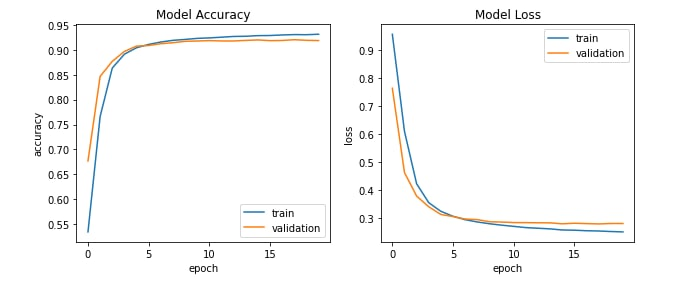 Model Accuracy
0.95
0.90
0.85
0.80
0.75
0.70
0.65
0.60
0.55
accuracy
0
5
10
15
epoch
train
validation
Model Loss
0.9
0.8
0.7
0.6
0.5
0.4
0.3
loss
0
5
10
15
epoch
train
validation